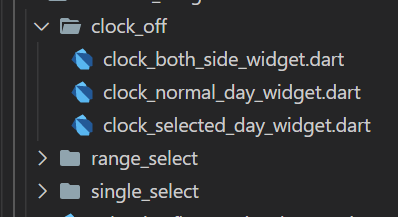 clock_off
clock_both_side_widget.dart
clock_normal_day_widget.dart
clock_selected_day_widget.dart
range_select
single_select